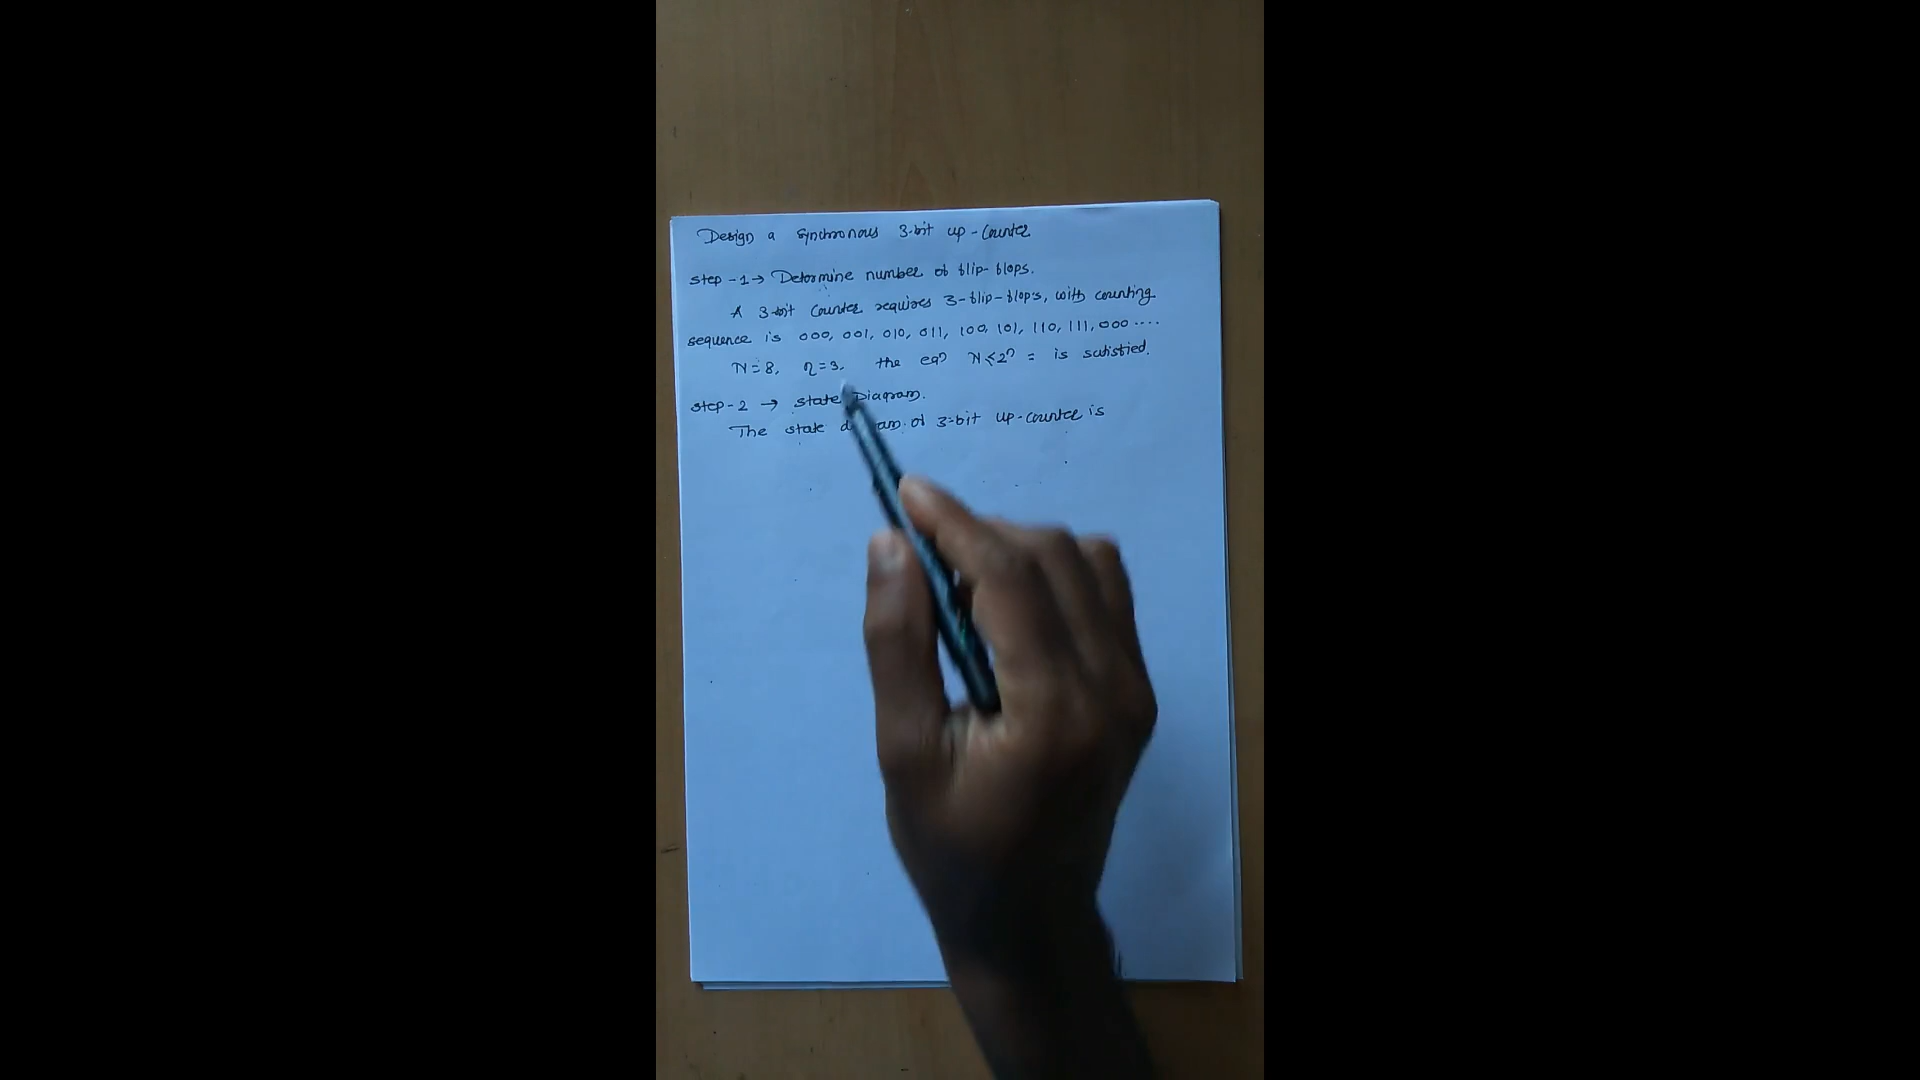 Design a synchronous 3-bit up-counter
step-1→ Determine number of flip-flops.
A 3-bit counter requires 3-flip-flops, with counting
sequence is 000, 001, 010, 011, 100, 101, 110, 111, 000 ....
N=8, n=3, the eqn N≤2n = is satisfied.
step-2 → state Diagram.
The state of 3-bit up-counter is